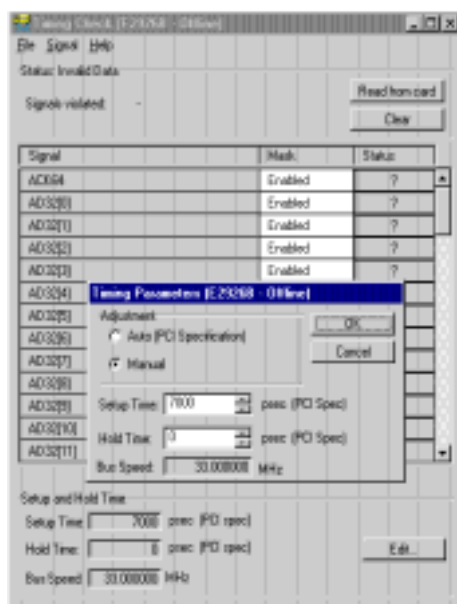 Timing Check (E2926B - Offline)
File Signal Help
Status: Invalid Data
Signals violated: -
Read from card
Clear
Signal Mask Status
ACK64 Enabled ?
AD32[0] Enabled ?
AD32[1] Enabled ?
AD32[2] Enabled ?
AD32[3] Enabled ?
AD32[4]
AD32[5]
AD32[6]
AD32[7]
AD32[8]
AD32[9]
AD32[10]
AD32[11]
Timing Parameters (E2926B - Offline)
Adjustment
Auto (PCI Specification)
Manual
OK
Cancel
Setup Time: 7000 psec (PCI Spec)
Hold Time: 0 psec (PCI Spec)
Bus Speed: MHz
Setup and Hold Time
Setup Time: 7000 psec (PCI spec)
Hold Time: 0 psec (PCI spec)
Bus Speed: MHz
Edit...